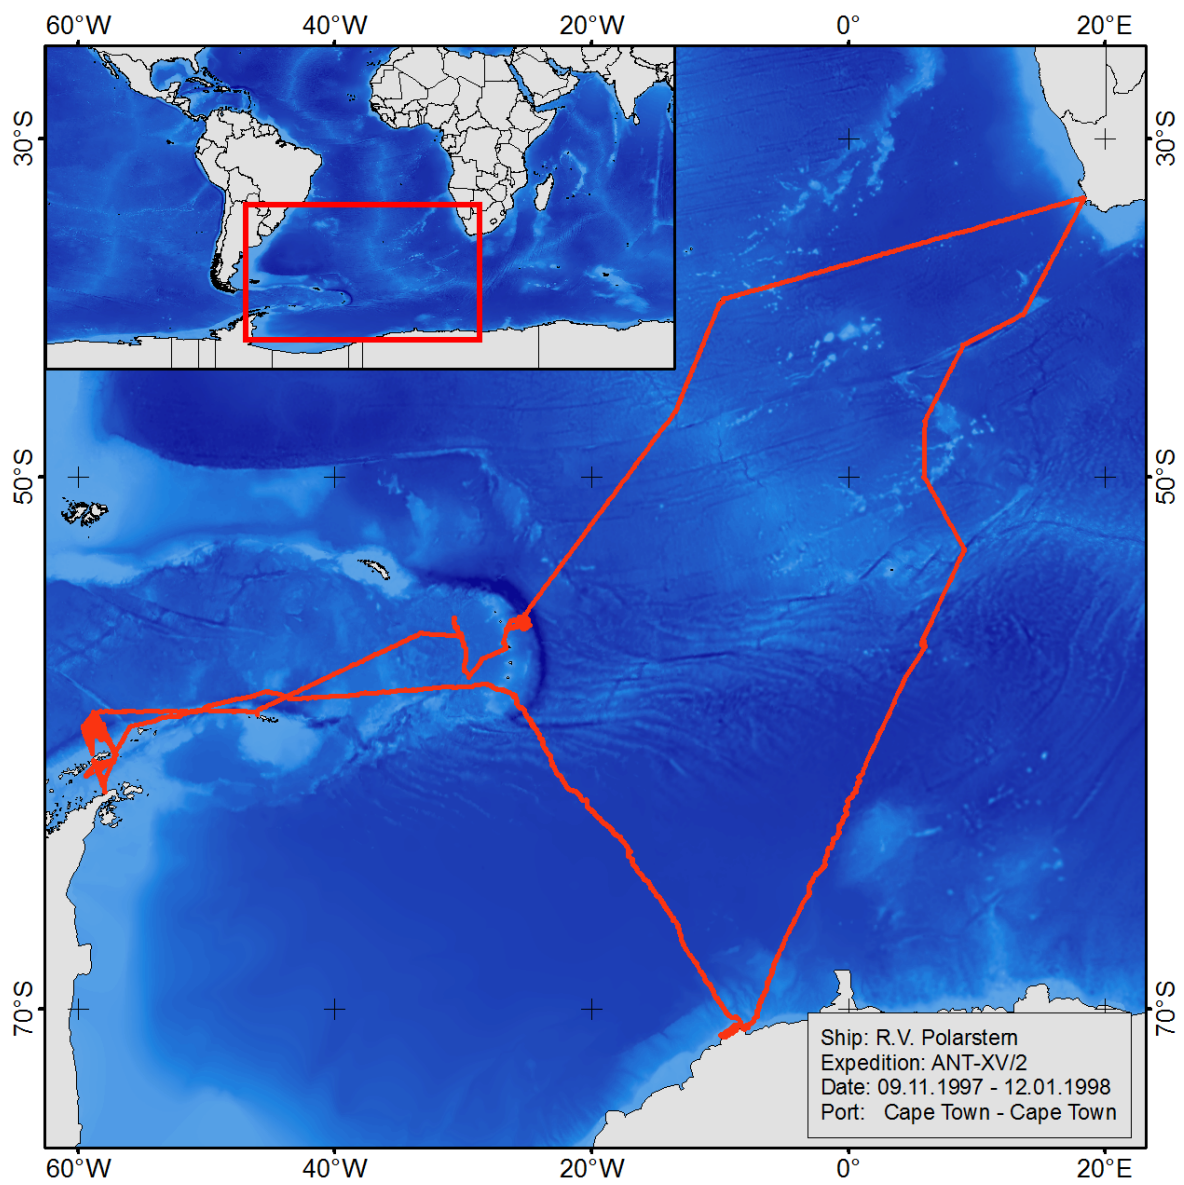 60°W 40°W 20°W 0° 20°E
30°S 30°S
50°S 50°S
70°S 70°S
Ship: R.V. Polarstern
Expedition: ANT-XV/2
Date: 09.11.1997 - 12.01.1998
Port: Cape Town - Cape Town
60°W 40°W 20°W 0° 20°E